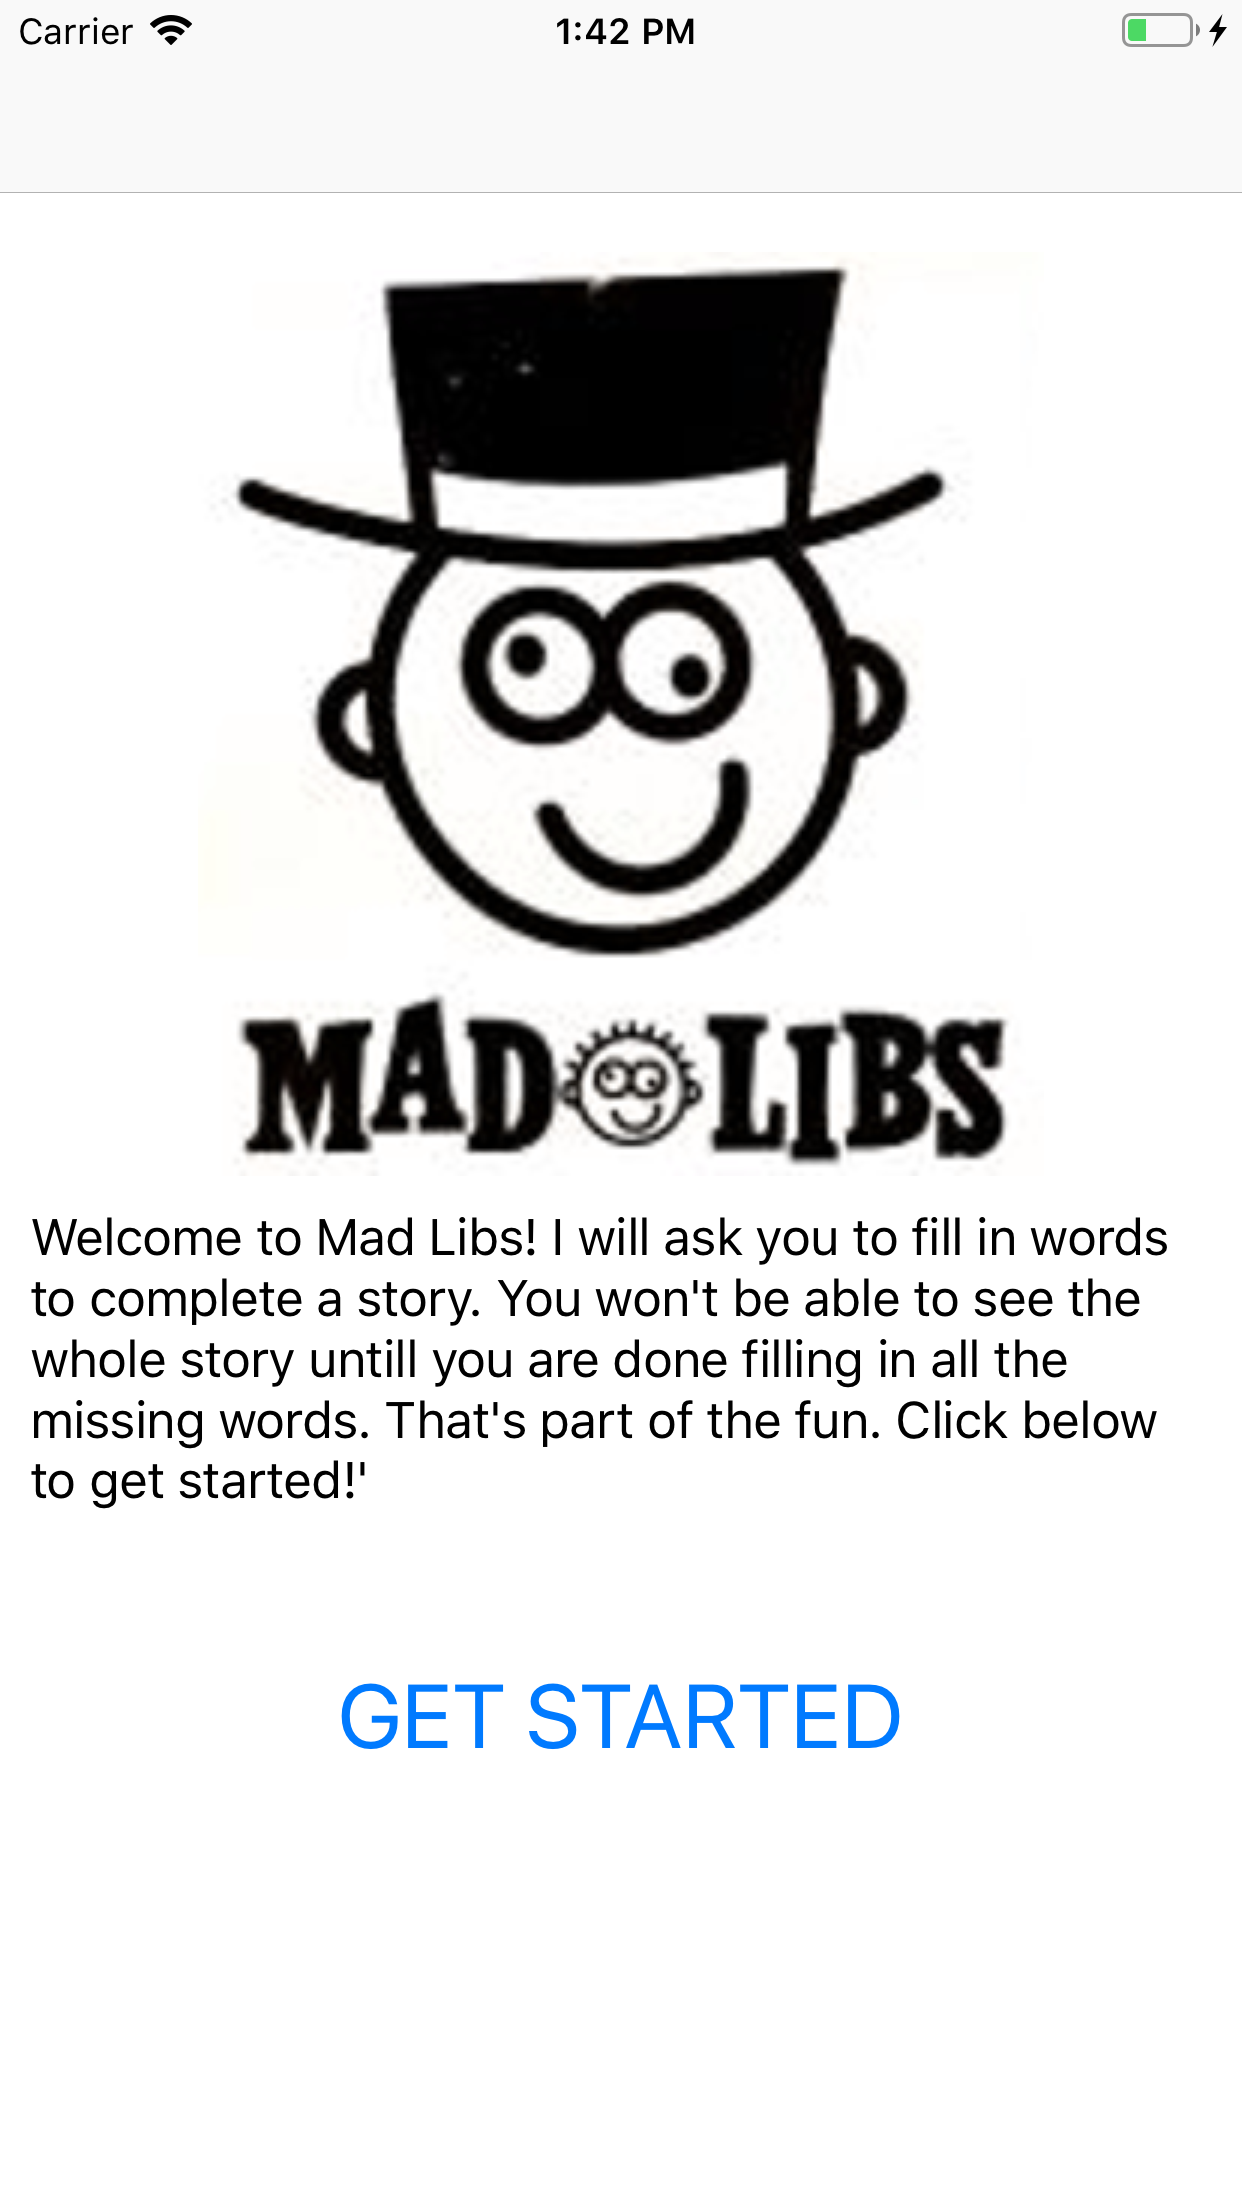 Carrier 1:42 PM
MAD LIBS
Welcome to Mad Libs! I will ask you to fill in words
to complete a story. You won't be able to see the
whole story untill you are done filling in all the
missing words. That's part of the fun. Click below
to get started!'
GET STARTED